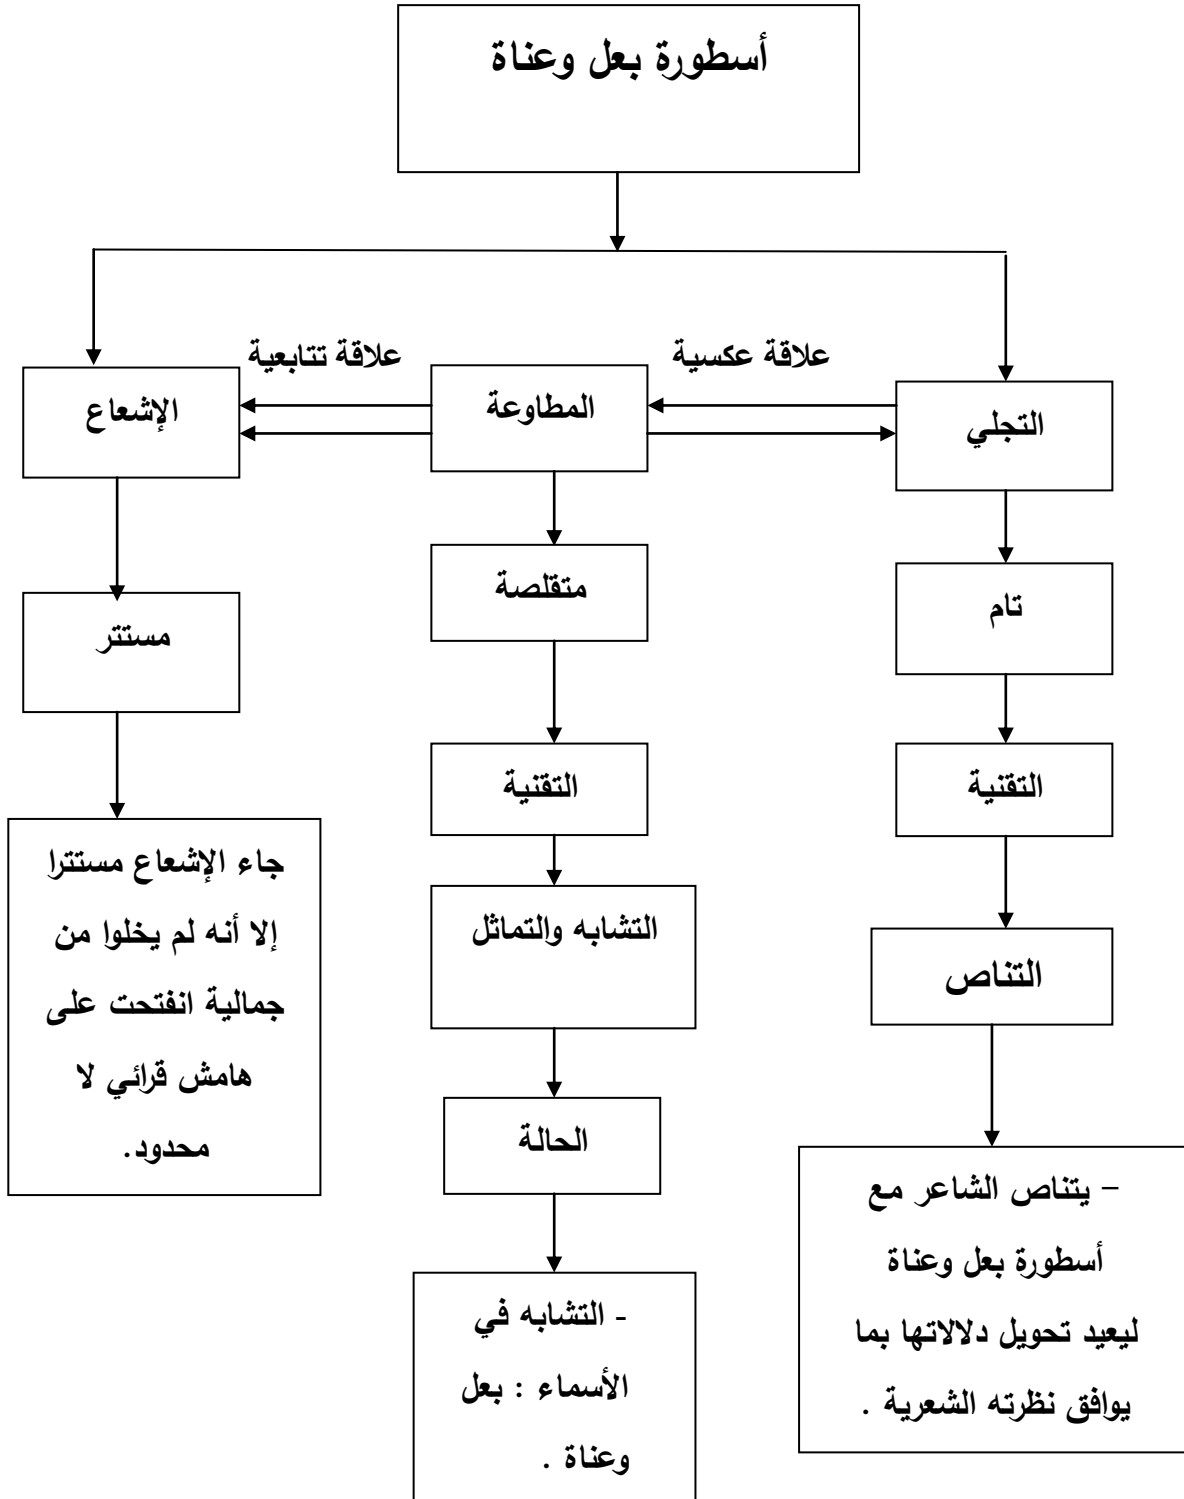 أسطورة بعل وعناة
علاقة عكسية
علاقة تتابعية
التجلي
المطاوعة
الإشعاع
تام
متقلصة
مستتر
التقنية
التقنية
التناص
التشابه والتماثل
جاء الإشعاع مستترا
إلا أنه لم يخلوا من
جمالية انفتحت على
هامش قرائي لا
محدود.
الحالة
– يتناص الشاعر مع
أسطورة بعل وعناة
ليعيد تحويل دلالاتها بما
يوافق نظرته الشعرية .
- التشابه في
الأسماء : بعل
وعناة .